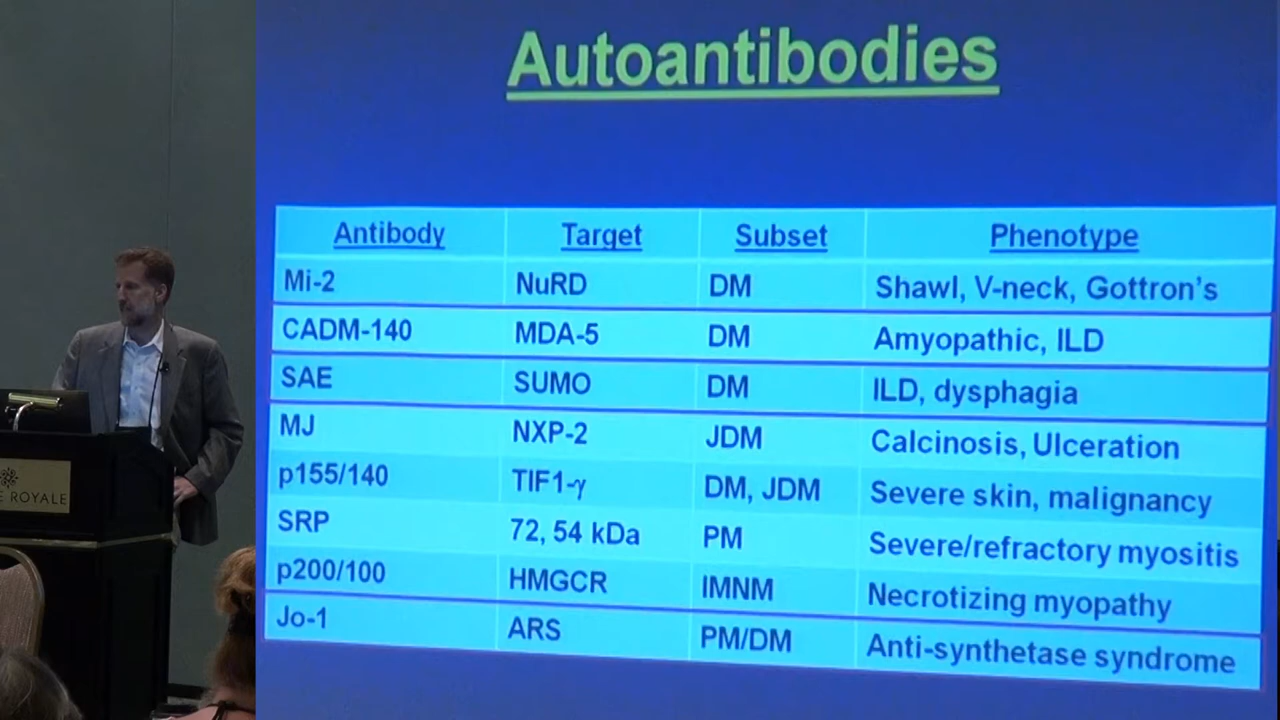 Autoantibodies
Antibody Target Subset Phenotype
Mi-2 NuRD DM Shawl, V-neck, Gottron's
CADM-140 MDA-5 DM Amyopathic, ILD
SAE SUMO DM ILD, dysphagia
MJ NXP-2 JDM Calcinosis, Ulceration
p155/140 TIF1-γ DM, JDM Severe skin, malignancy
SRP 72, 54 kDa PM Severe/refractory myositis
p200/100 HMGCR IMNM Necrotizing myopathy
Jo-1 ARS PM/DM Anti-synthetase syndrome
ROYALE